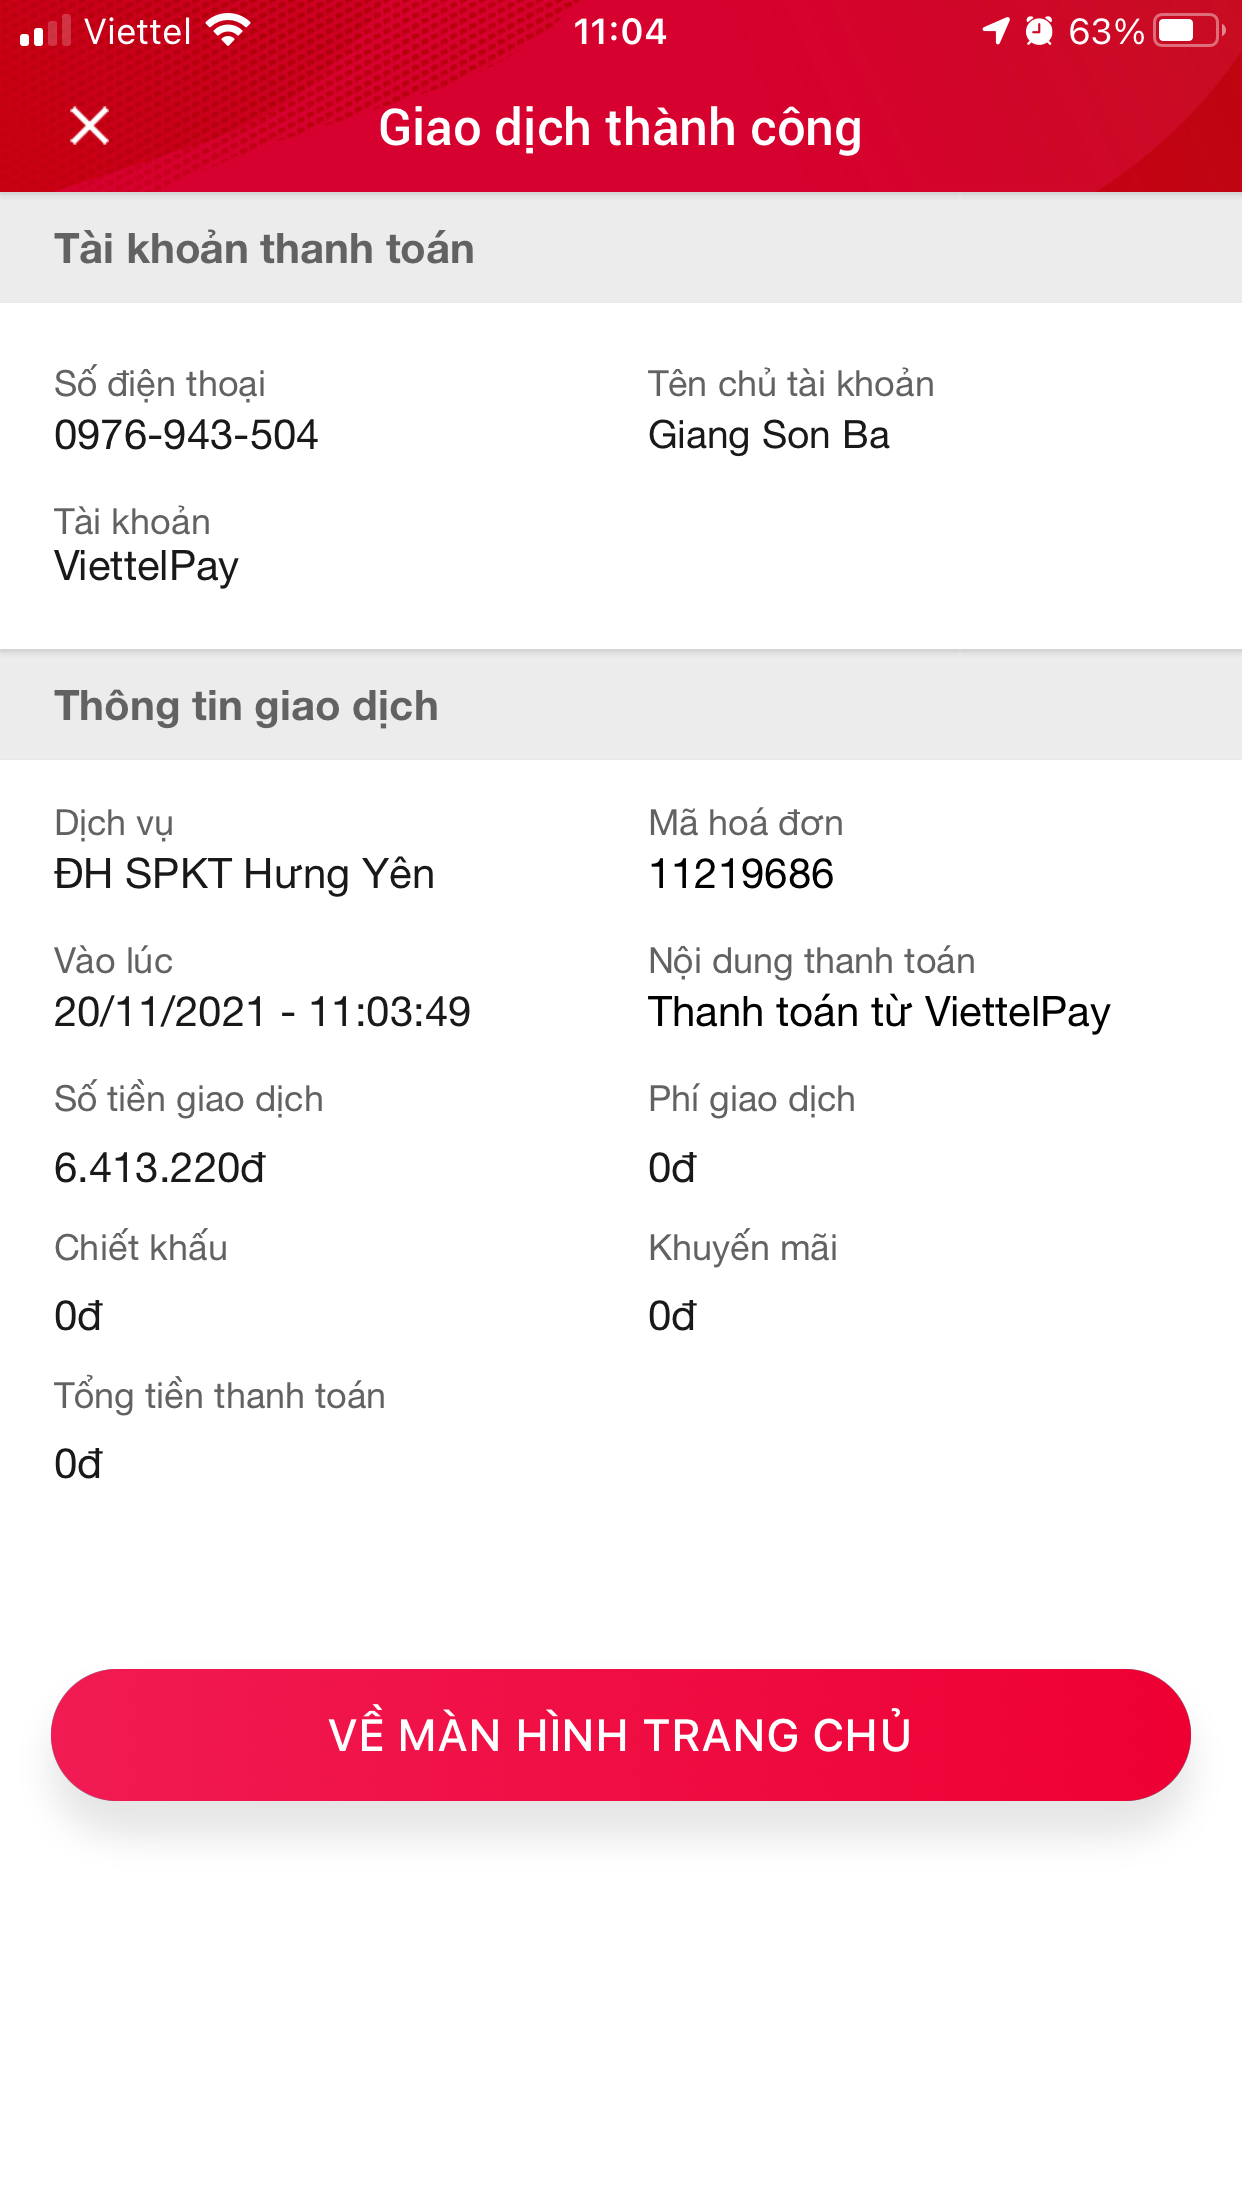 Viettel 11:04 63%
Giao dịch thành công
Tài khoản thanh toán
Số điện thoại Tên chủ tài khoản
0976-943-504 Giang Son Ba
Tài khoản
ViettelPay
Thông tin giao dịch
Dịch vụ Mã hoá đơn
ĐH SPKT Hưng Yên 11219686
Vào lúc Nội dung thanh toán
20/11/2021 - 11:03:49 Thanh toán từ ViettelPay
Số tiền giao dịch Phí giao dịch
6.413.220đ 0đ
Chiết khấu Khuyến mãi
0đ 0đ
Tổng tiền thanh toán
0đ
VỀ MÀN HÌNH TRANG CHỦ